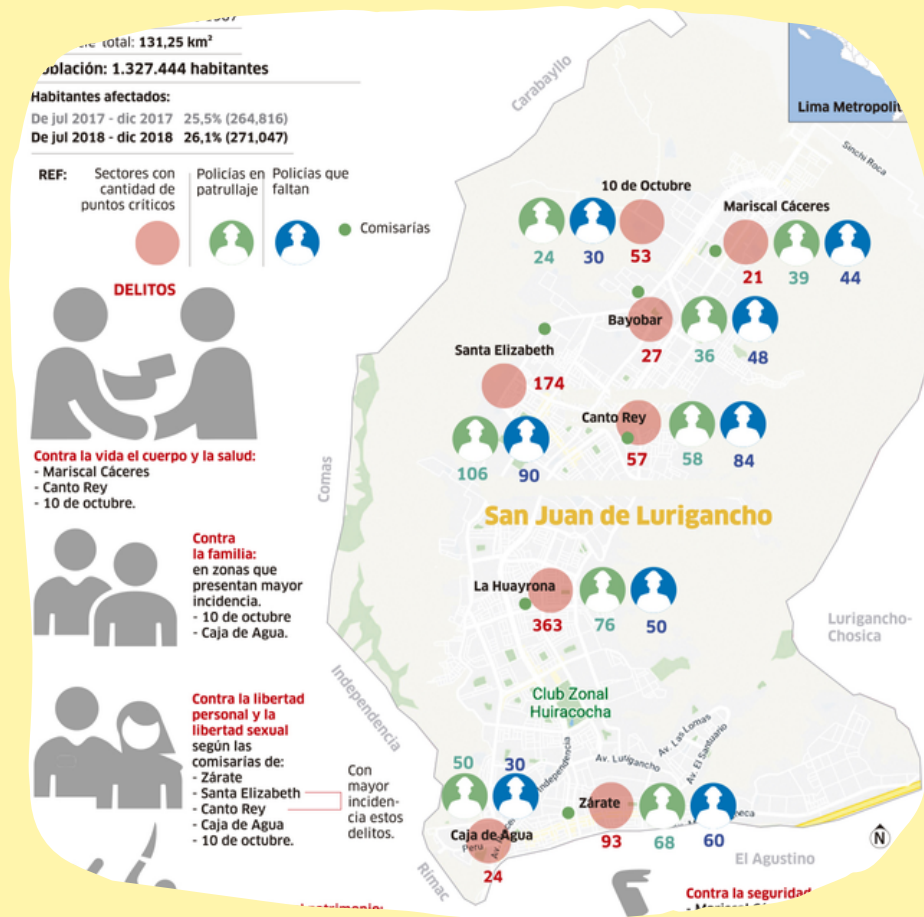 total: 131,25 km²
población: 1.327.444 habitantes
Habitantes afectados:
De jul 2017 - dic 2017 25,5% (264,816)
De jul 2018 - dic 2018 26,1% (271,047)
REF:
Sectores con
cantidad de
puntos críticos
Policías en
patrullaje
Policías que
faltan
Comisarías
DELITOS
Contra la vida el cuerpo y la salud:
- Mariscal Cáceres
- Canto Rey
- 10 de octubre.
Contra
la familia:
en zonas que
presentan mayor
incidencia.
- 10 de octubre
- Caja de Agua.
Contra la libertad
personal y la
libertad sexual
según las
comisarías de:
- Zárate
- Santa Elizabeth
- Canto Rey
- Caja de Agua
- 10 de octubre.
Con
mayor
inciden-
cia estos
delitos.
Carabayllo
Lima
Sinchi Roca
10 de Octubre
24 30 53
Mariscal Cáceres
21 39 44
Bayobar
27 36 48
Santa Elizabeth
174
106 90
Canto Rey
57 58 84
Comas
San Juan de Lurigancho
La Huayrona
363 76 50
Lurigancho-
Chosica
Independencia
Club Zonal
Huiracocha
Av. Las Lomas
Av. El Santuario
Av. Lurigancho
Independencia
50 30
Caja de Agua
Peru
24
Zárate
93 68 60
Rimac
El Agustino
N
Contra la seguridad